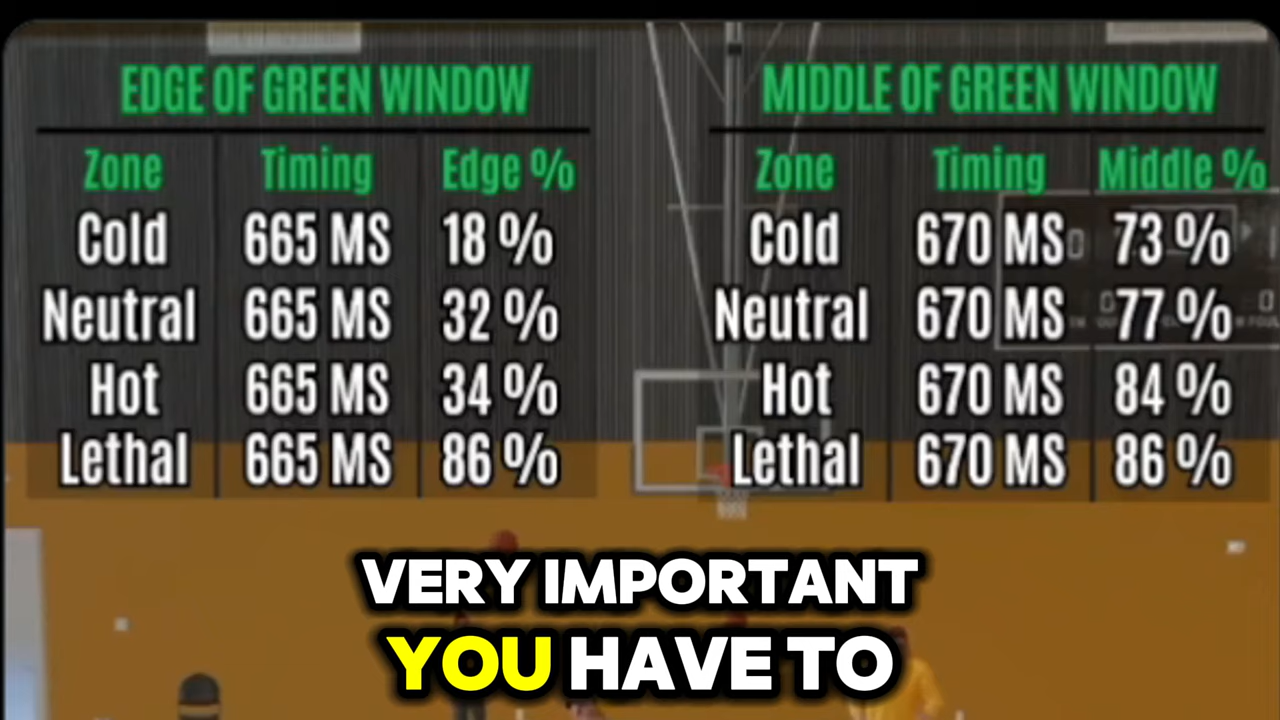 EDGE OF GREEN WINDOW
Zone Timing Edge %
Cold 665 MS 18 %
Neutral 665 MS 32 %
Hot 665 MS 34 %
Lethal 665 MS 86 %
MIDDLE OF GREEN WINDOW
Zone Timing Middle %
Cold 670 MS 73 %
Neutral 670 MS 77 %
Hot 670 MS 84 %
Lethal 670 MS 86 %
VERY IMPORTANT
YOU HAVE TO